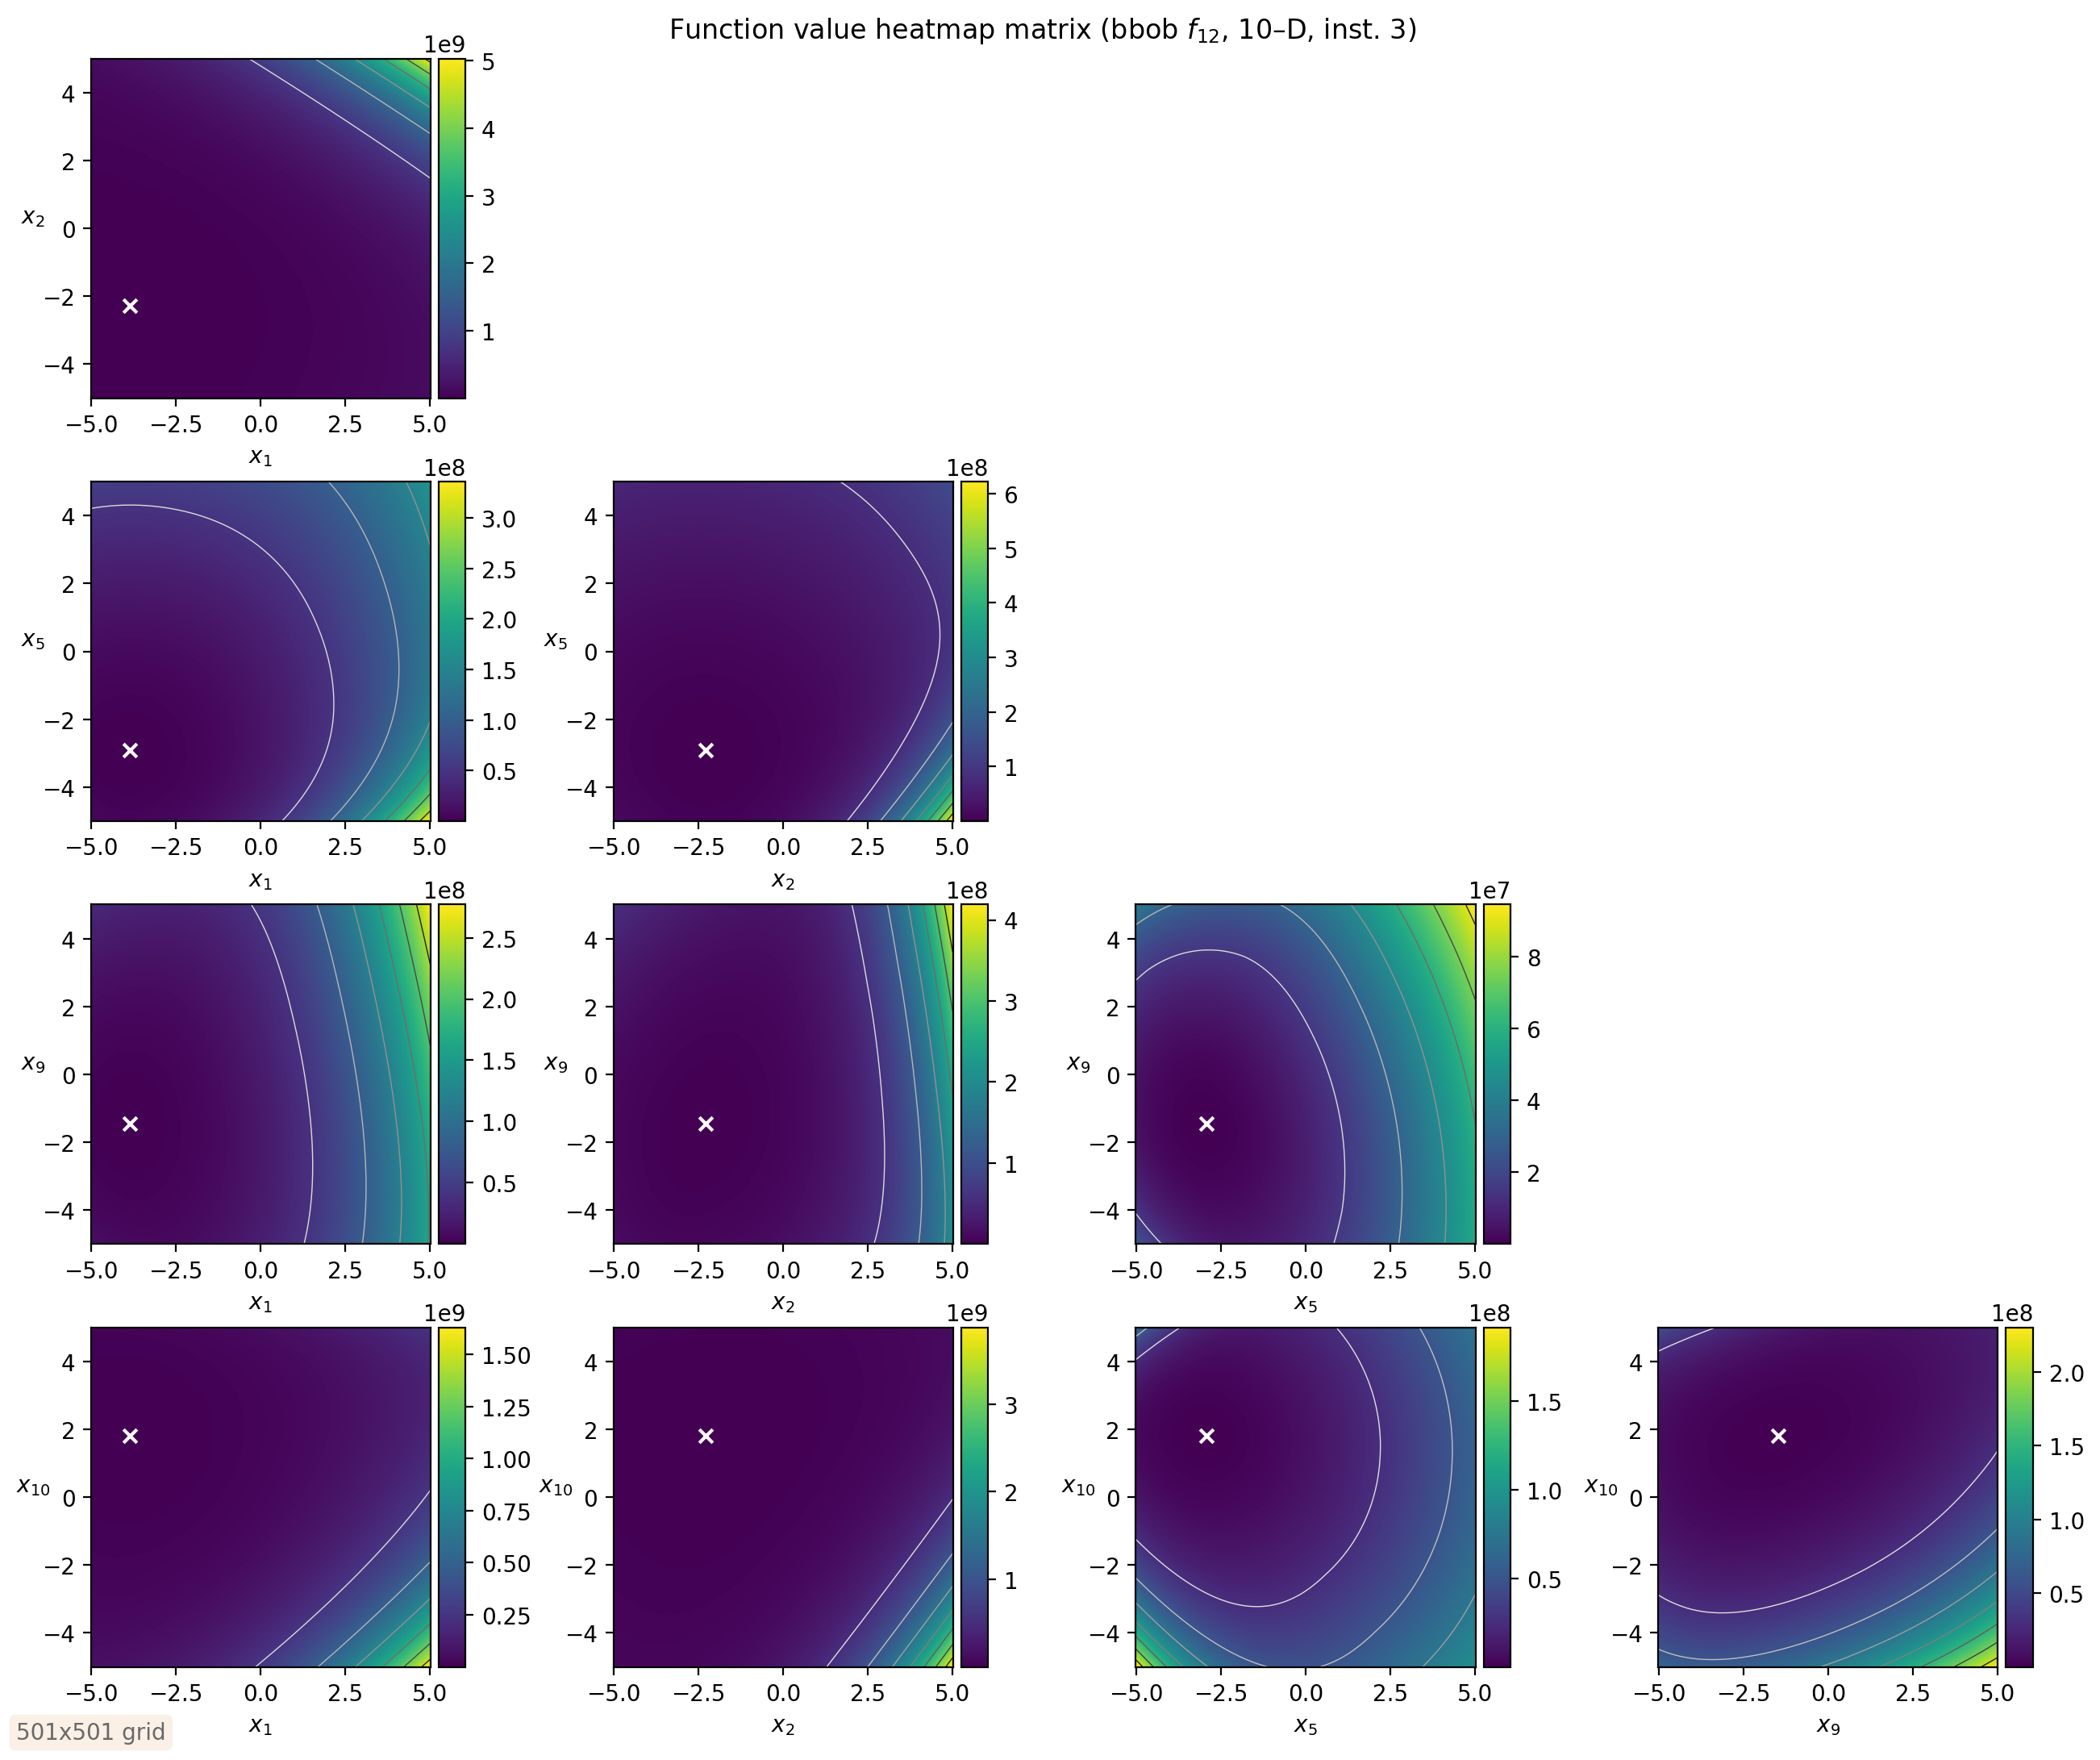 Function value heatmap matrix (bbob f12, 10–D, inst. 3)
1e9
5
4
3
2
1
4
2
0
−2
−4
x2
−5.0 −2.5 0.0 2.5 5.0
x1
1e8
3.0
2.5
2.0
1.5
1.0
0.5
4
2
0
−2
−4
x5
−5.0 −2.5 0.0 2.5 5.0
x1
1e8
6
5
4
3
2
1
4
2
0
−2
−4
x5
−5.0 −2.5 0.0 2.5 5.0
x2
1e8
2.5
2.0
1.5
1.0
0.5
4
2
0
−2
−4
x9
−5.0 −2.5 0.0 2.5 5.0
x1
1e8
4
3
2
1
4
2
0
−2
−4
x9
−5.0 −2.5 0.0 2.5 5.0
x2
1e7
8
6
4
2
4
2
0
−2
−4
x9
−5.0 −2.5 0.0 2.5 5.0
x5
1e9
1.50
1.25
1.00
0.75
0.50
0.25
4
2
0
−2
−4
x10
−5.0 −2.5 0.0 2.5 5.0
x1
1e9
3
2
1
4
2
0
−2
−4
x10
−5.0 −2.5 0.0 2.5 5.0
x2
1e8
1.5
1.0
0.5
4
2
0
−2
−4
x10
−5.0 −2.5 0.0 2.5 5.0
x5
1e8
2.0
1.5
1.0
0.5
4
2
0
−2
−4
x10
−5.0 −2.5 0.0 2.5 5.0
x9
501x501 grid